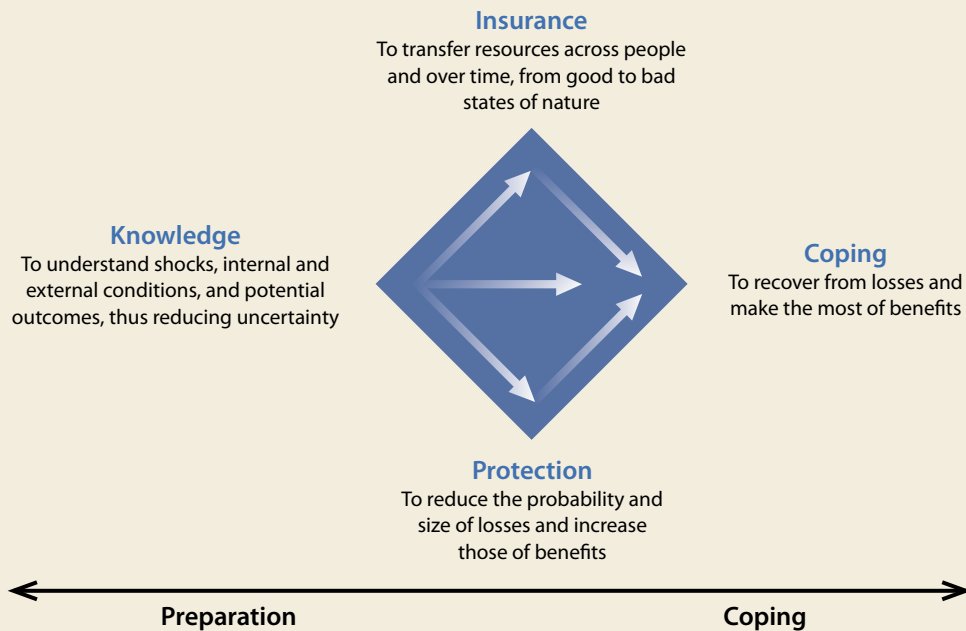 Insurance
To transfer resources across people
and over time, from good to bad
states of nature
Knowledge
To understand shocks, internal and
external conditions, and potential
outcomes, thus reducing uncertainty
Coping
To recover from losses and
make the most of benefits
Protection
To reduce the probability and
size of losses and increase
those of benefits
Preparation
Coping